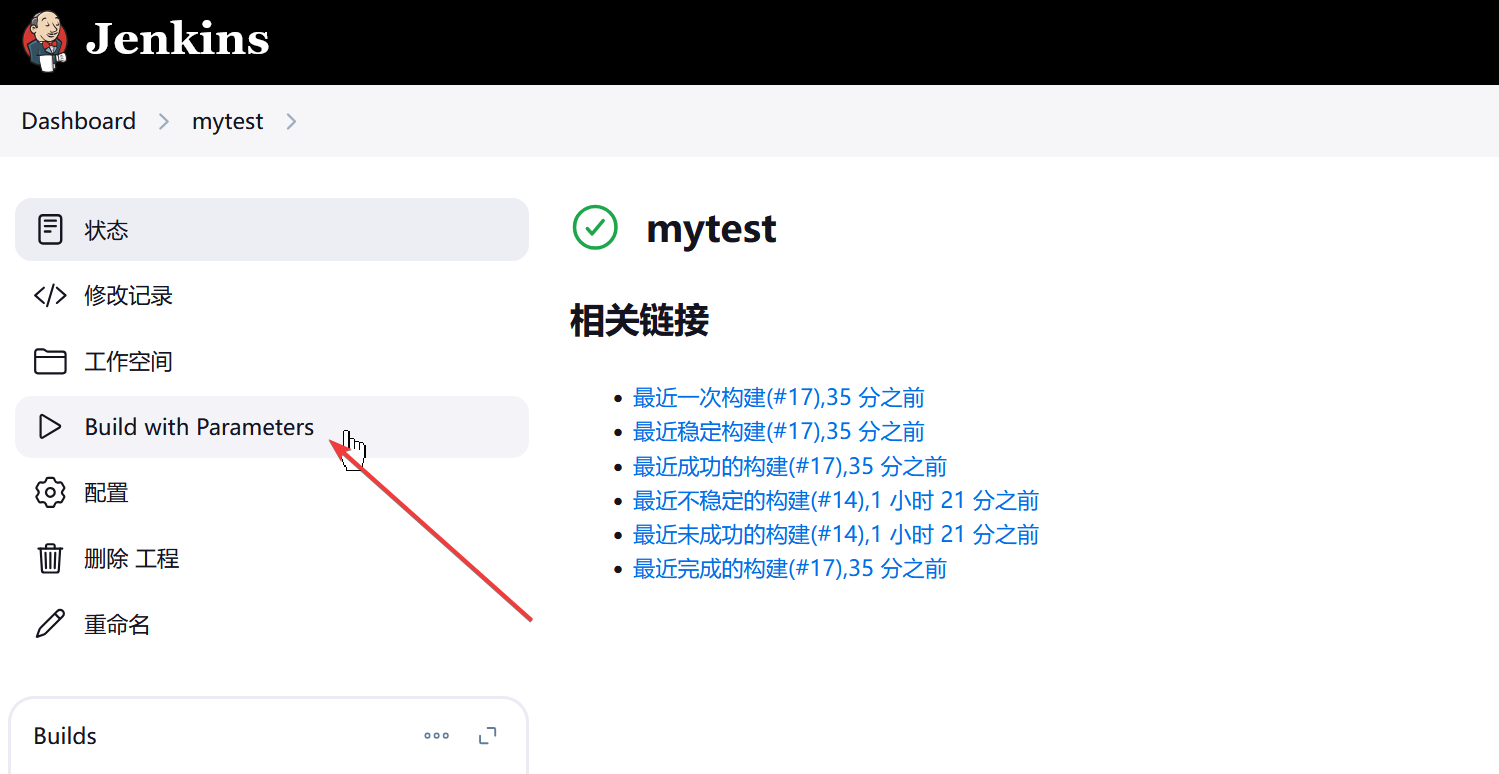 Jenkins
Dashboard
mytest
状态
修改记录
工作空间
Build with Parameters
配置
删除 工程
重命名
Builds
mytest
相关链接
最近一次构建(#17),35 分之前
最近稳定构建(#17),35 分之前
最近成功的构建(#17),35 分之前
最近不稳定的构建(#14),1 小时 21 分之前
最近未成功的构建(#14),1 小时 21 分之前
最近完成的构建(#17),35 分之前